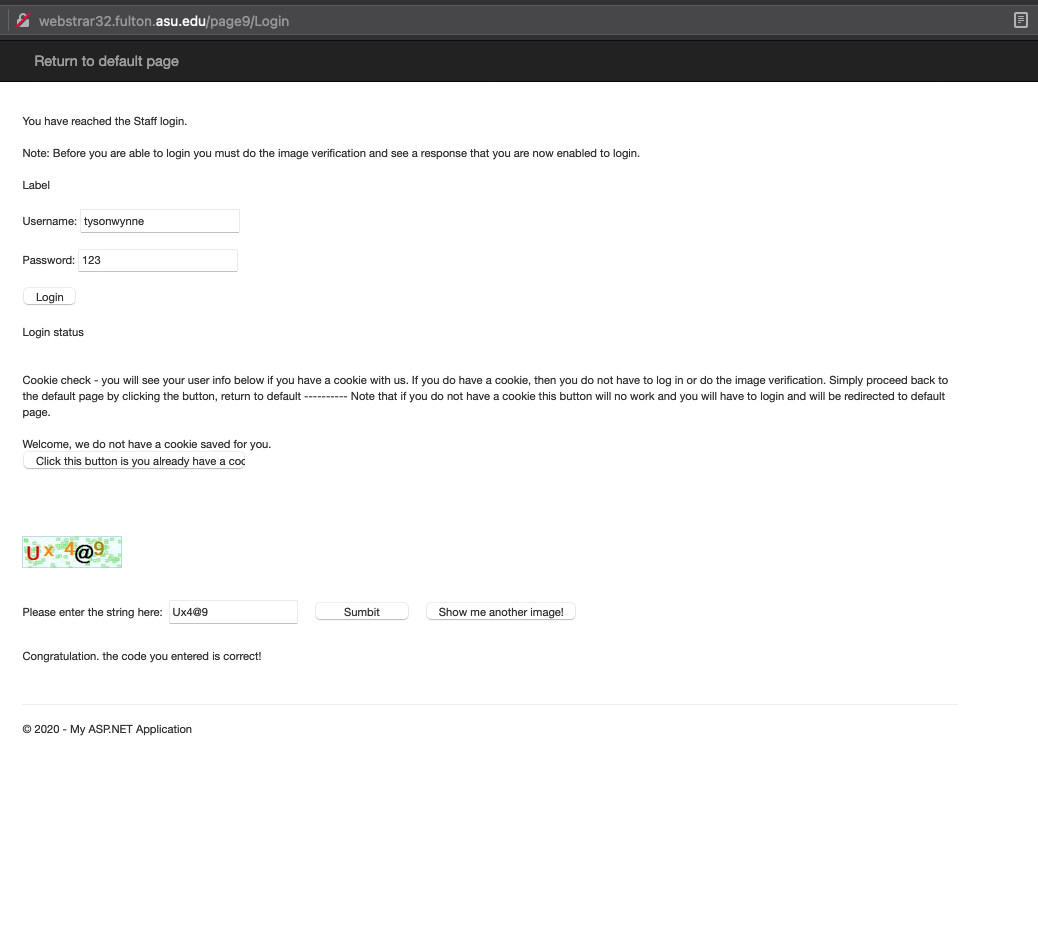 webstrar32.fulton.asu.edu/page9/Login
Return to default page
You have reached the Staff login.
Note: Before you are able to login you must do the image verification and see a response that you are now enabled to login.
Label
Username: tysonwynne
Password: 123
Login
Login status
Cookie check - you will see your user info below if you have a cookie with us. If you do have a cookie, then you do not have to log in or do the image verification. Simply proceed back to
the default page by clicking the button, return to default ---------- Note that if you do not have a cookie this button will no work and you will have to login and will be redirected to default
page.
Welcome, we do not have a cookie saved for you.
Click this button is you already have a coo
Ux 4@9
Please enter the string here: Ux4@9 Sumbit Show me another image!
Congratulation. the code you entered is correct!
© 2020 - My ASP.NET Application